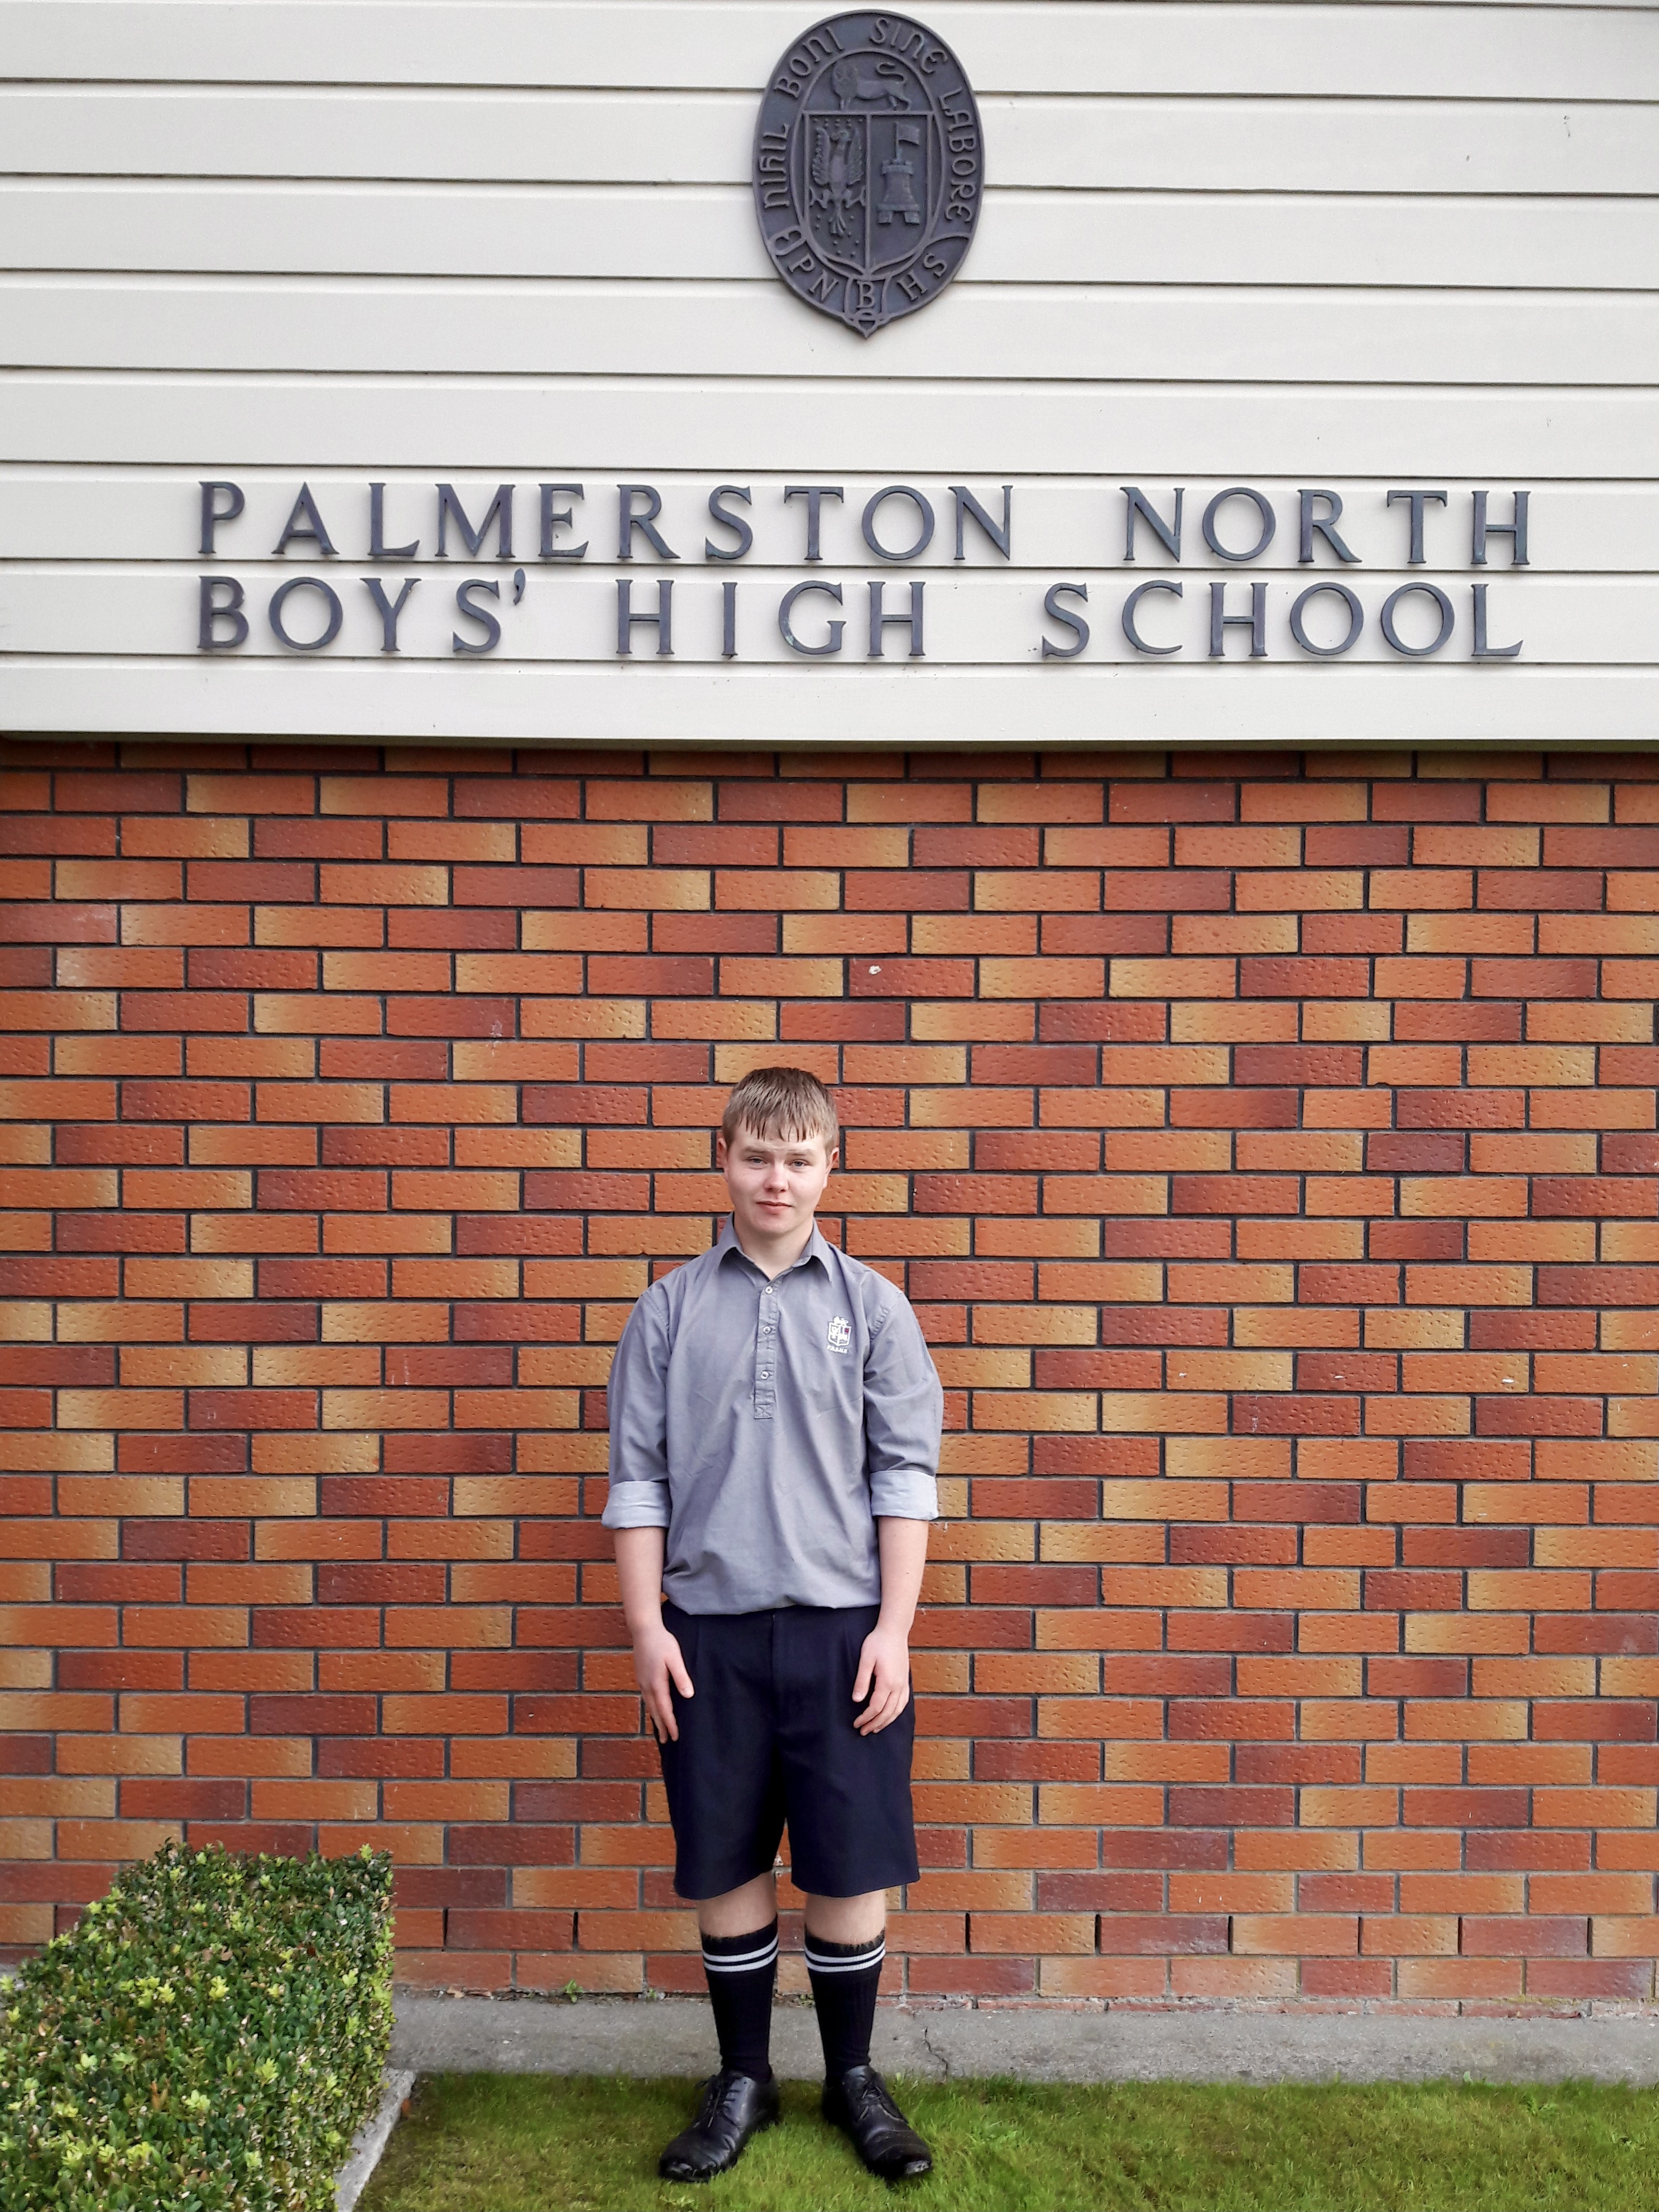 NIHIL BONI SINE LABORE
PNBHS
PALMERSTON NORTH
BOYS' HIGH SCHOOL
P.N.B.H.S